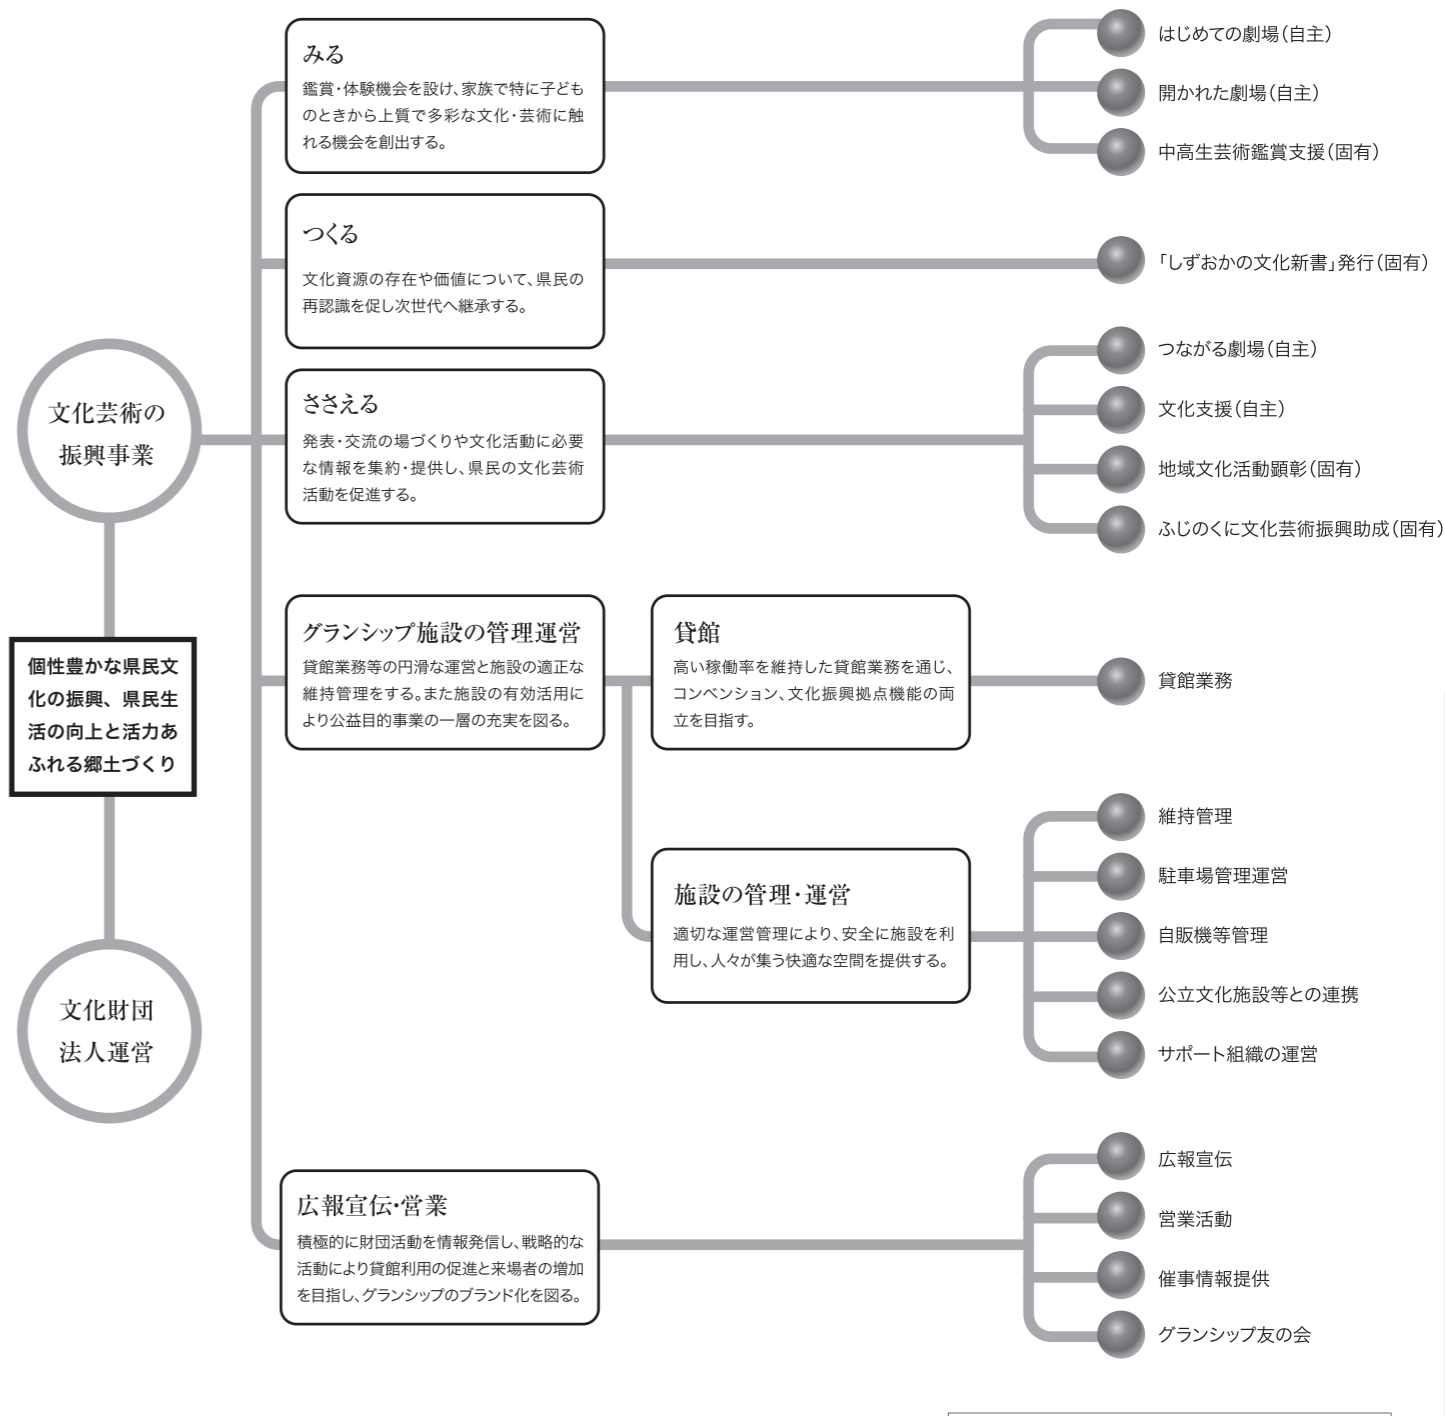 みる
鑑賞・体験機会を設け、家族で特に子ども
のときから上質で多彩な文化・芸術に触
れる機会を創出する。
はじめての劇場(自主)
開かれた劇場(自主)
中高生芸術鑑賞支援(固有)
つくる
文化資源の存在や価値について、県民の
再認識を促し次世代へ継承する。
「しずおかの文化新書」発行(固有)
ささえる
発表・交流の場づくりや文化活動に必要
な情報を集約・提供し、県民の文化芸術
活動を促進する。
つながる劇場(自主)
文化支援(自主)
地域文化活動顕彰(固有)
ふじのくに文化芸術振興助成(固有)
文化芸術の
振興事業
個性豊かな県民文
化の振興、県民生
活の向上と活力あ
ふれる郷土づくり
文化財団
法人運営
グランシップ施設の管理運営
貸館業務等の円滑な運営と施設の適正な
維持管理をする。また施設の有効活用に
より公益目的事業の一層の充実を図る。
貸館
高い稼働率を維持した貸館業務を通じ、
コンベンション、文化振興拠点機能の両
立を目指す。
貸館業務
施設の管理・運営
適切な運営管理により、安全に施設を利
用し、人々が集う快適な空間を提供する。
維持管理
駐車場管理運営
自販機等管理
公立文化施設等との連携
サポート組織の運営
広報宣伝・営業
積極的に財団活動を情報発信し、戦略的な
活動により貸館利用の促進と来場者の増加
を目指し、グランシップのブランド化を図る。
広報宣伝
営業活動
催事情報提供
グランシップ友の会